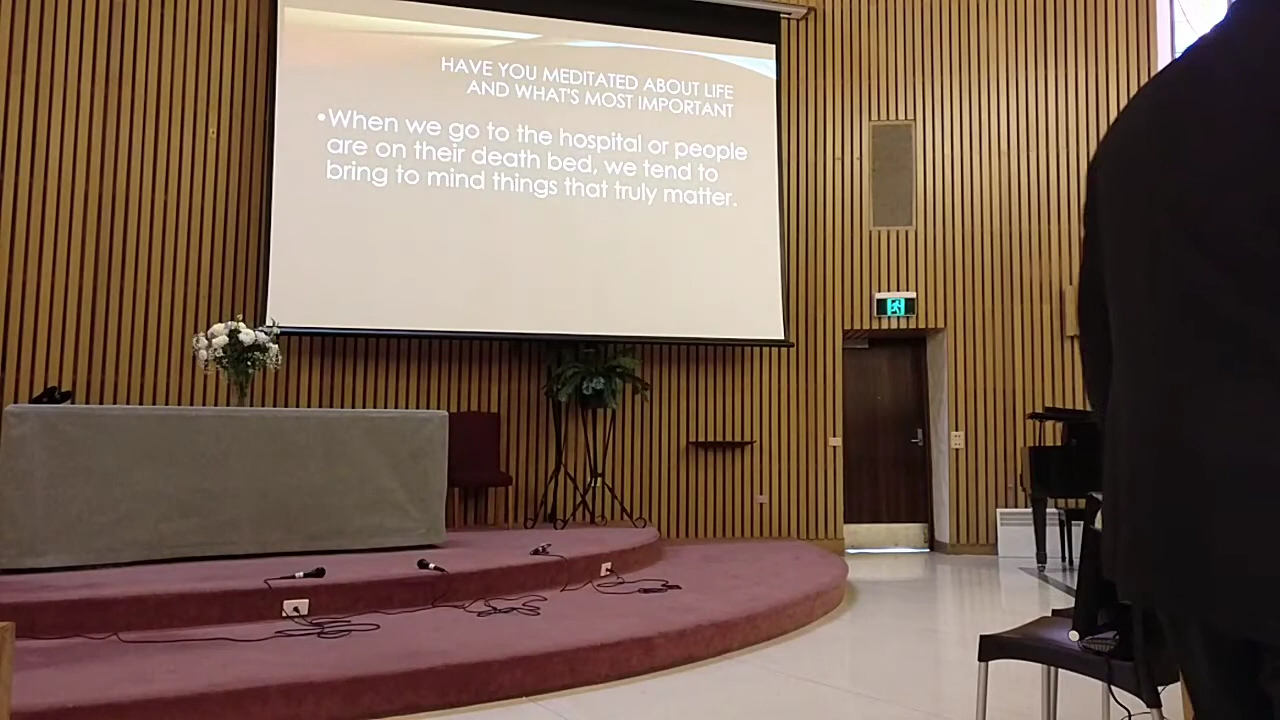 HAVE YOU MEDITATED ABOUT LIFE
AND WHAT'S MOST IMPORTANT
•When we go to the hospital or people
are on their death bed, we tend to
bring to mind things that truly matter.